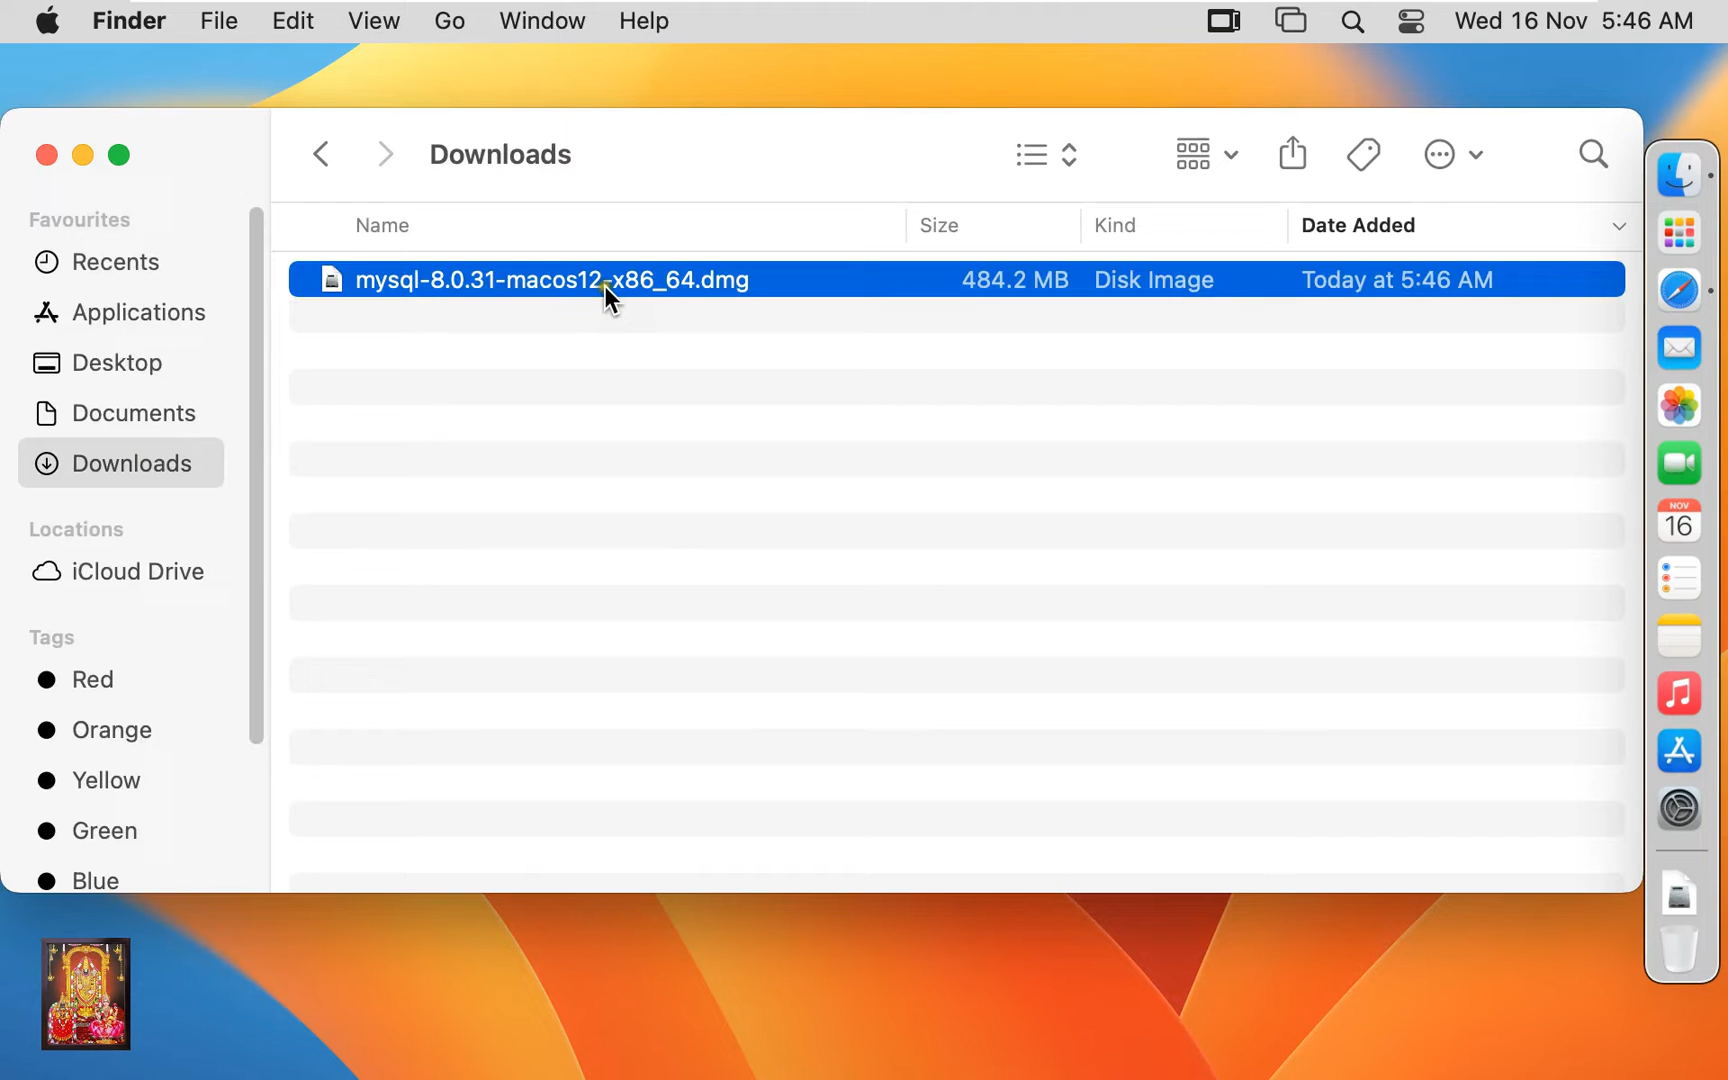 Finder File Edit View Go Window Help Wed 16 Nov 5:46 AM
Downloads
Favourites
Recents
Applications
Desktop
Documents
Downloads
Locations
iCloud Drive
Tags
Red
Orange
Yellow
Green
Blue
Name Size Kind Date Added
mysql-8.0.31-macos12-x86_64.dmg 484.2 MB Disk Image Today at 5:46 AM
NOV
16